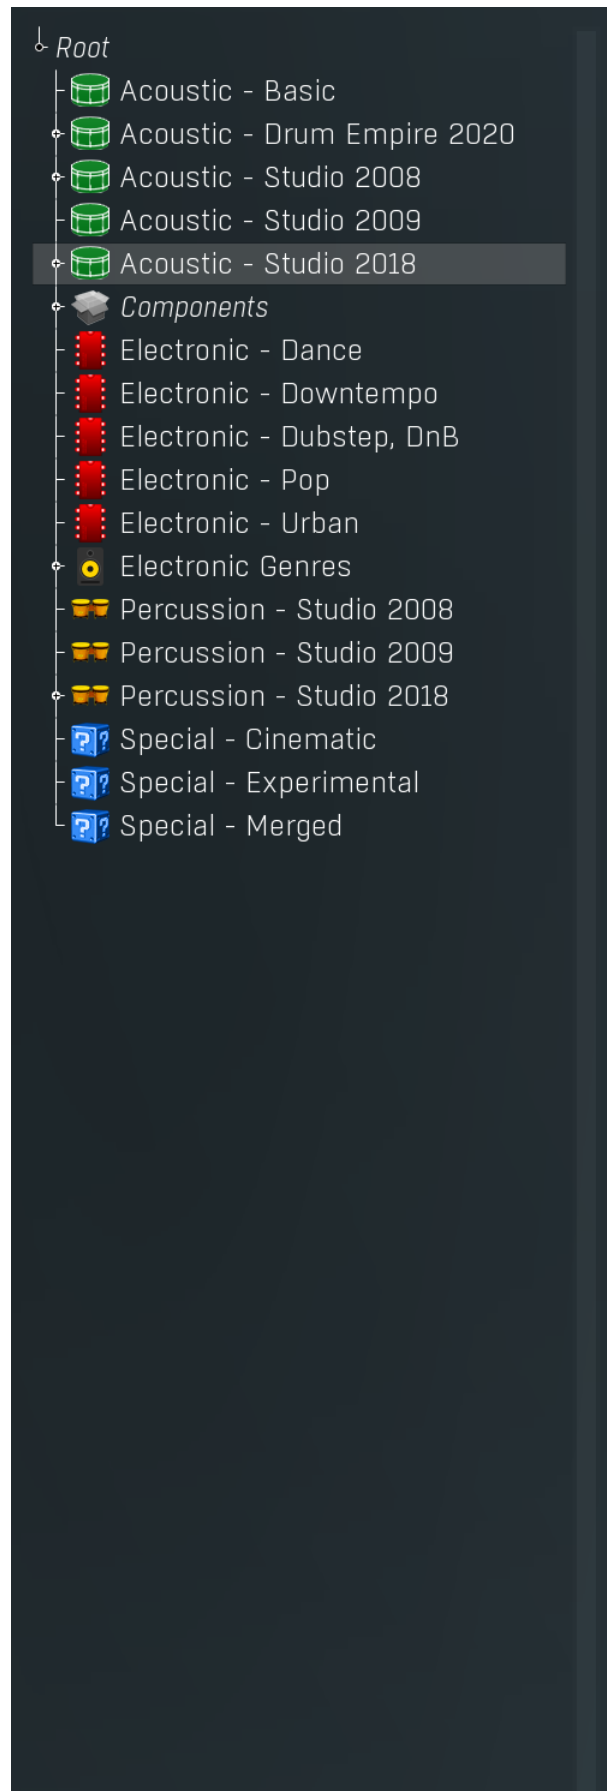 Root
Acoustic - Basic
Acoustic - Drum Empire 2020
Acoustic - Studio 2008
Acoustic - Studio 2009
Acoustic - Studio 2018
Components
Electronic - Dance
Electronic - Downtempo
Electronic - Dubstep, DnB
Electronic - Pop
Electronic - Urban
Electronic Genres
Percussion - Studio 2008
Percussion - Studio 2009
Percussion - Studio 2018
Special - Cinematic
Special - Experimental
Special - Merged